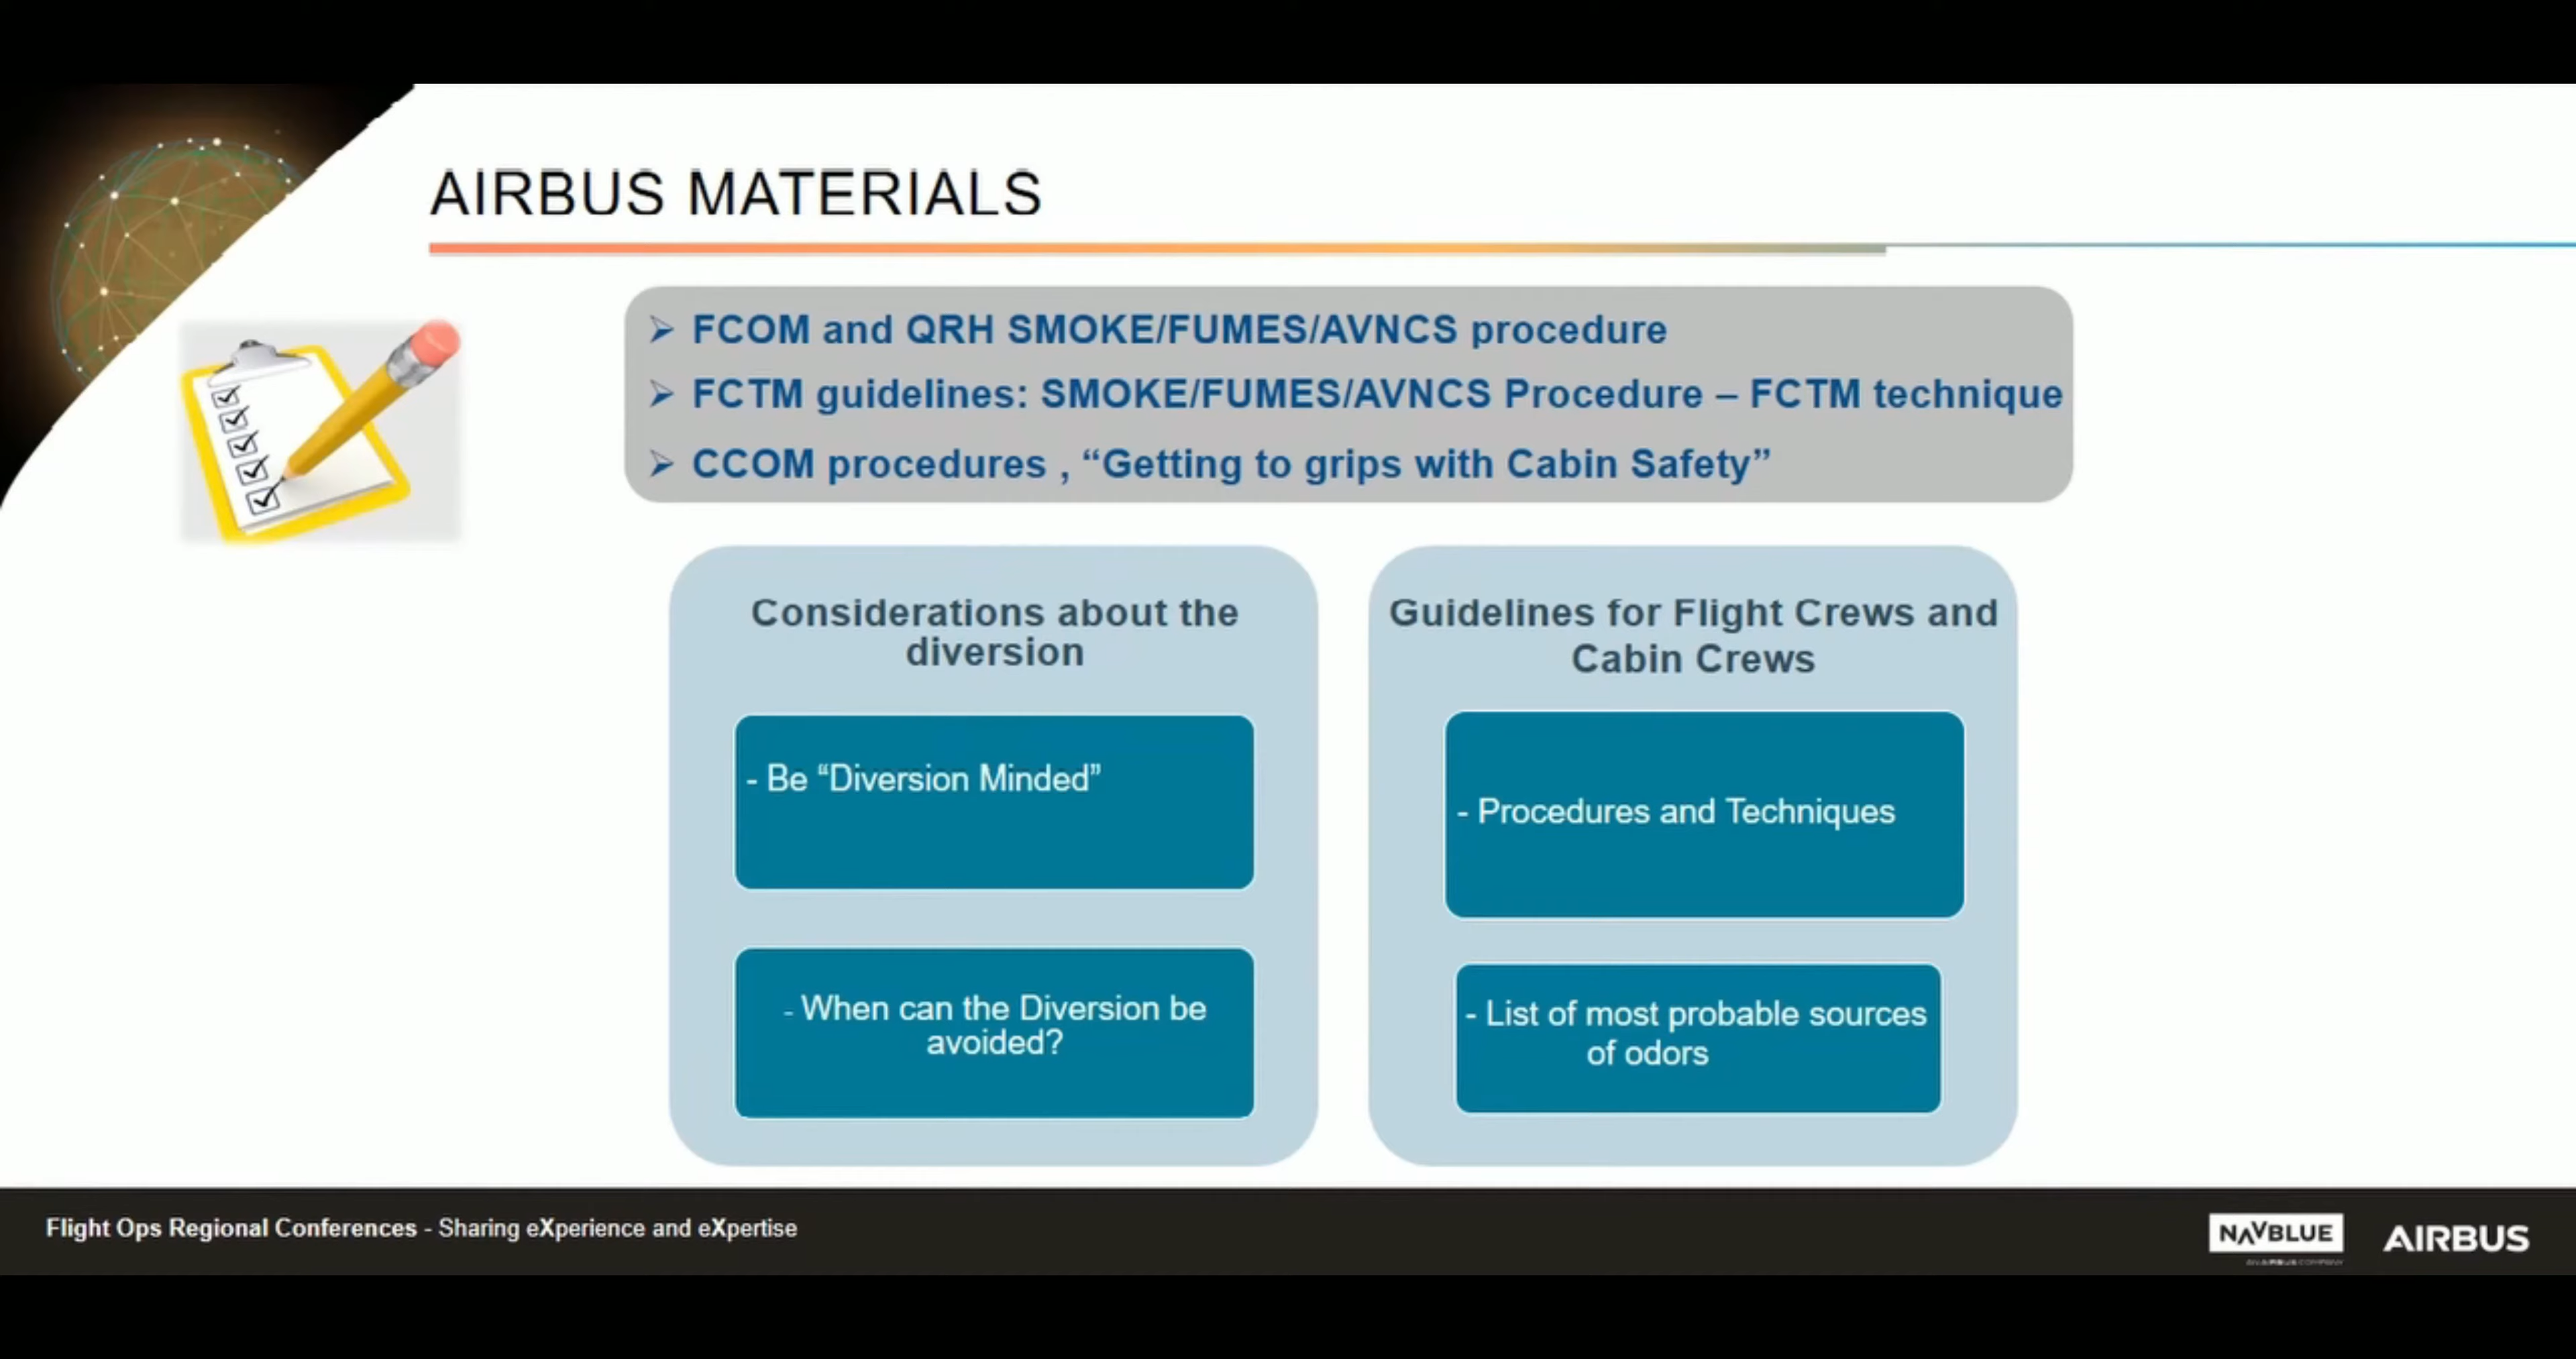 AIRBUS MATERIALS
➢ FCOM and QRH SMOKE/FUMES/AVNCS procedure
➢ FCTM guidelines: SMOKE/FUMES/AVNCS Procedure – FCTM technique
➢ CCOM procedures , “Getting to grips with Cabin Safety”
Considerations about the
diversion
- Be “Diversion Minded”
- When can the Diversion be
avoided?
Guidelines for Flight Crews and
Cabin Crews
- Procedures and Techniques
- List of most probable sources
of odors
Flight Ops Regional Conferences - Sharing eXperience and eXpertise
NAVBLUE
AN AIRBUS COMPANY
AIRBUS